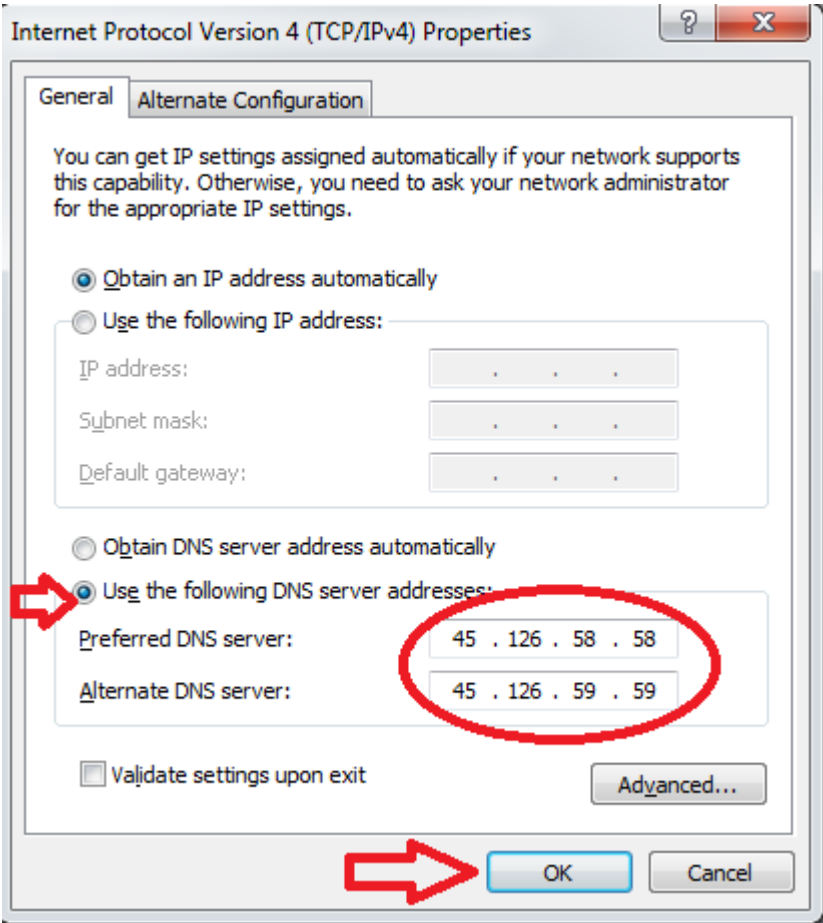 Internet Protocol Version 4 (TCP/IPv4) Properties
General
Alternate Configuration
You can get IP settings assigned automatically if your network supports
this capability. Otherwise, you need to ask your network administrator
for the appropriate IP settings.
Obtain an IP address automatically
Use the following IP address:
IP address: . . .
Subnet mask: . . .
Default gateway: . . .
Obtain DNS server address automatically
Use the following DNS server addresses:
Preferred DNS server: 45 . 126 . 58 . 58
Alternate DNS server: 45 . 126 . 59 . 59
Validate settings upon exit
Advanced...
OK
Cancel